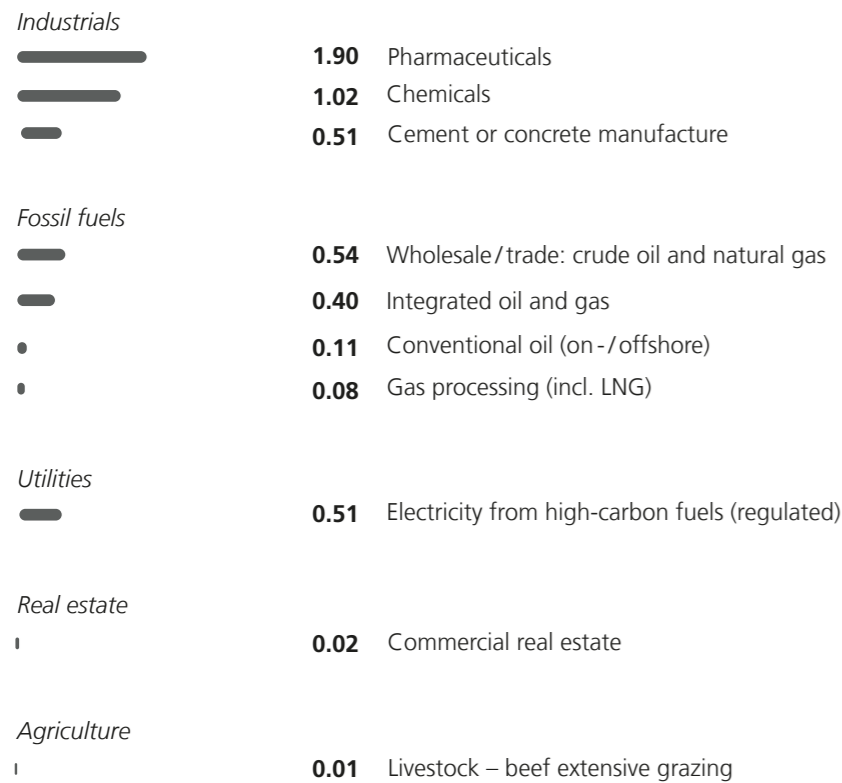 Industrials
1.90 Pharmaceuticals
1.02 Chemicals
0.51 Cement or concrete manufacture
Fossil fuels
0.54 Wholesale/trade: crude oil and natural gas
0.40 Integrated oil and gas
0.11 Conventional oil (on-/offshore)
0.08 Gas processing (incl. LNG)
Utilities
0.51 Electricity from high-carbon fuels (regulated)
Real estate
0.02 Commercial real estate
Agriculture
0.01 Livestock – beef extensive grazing